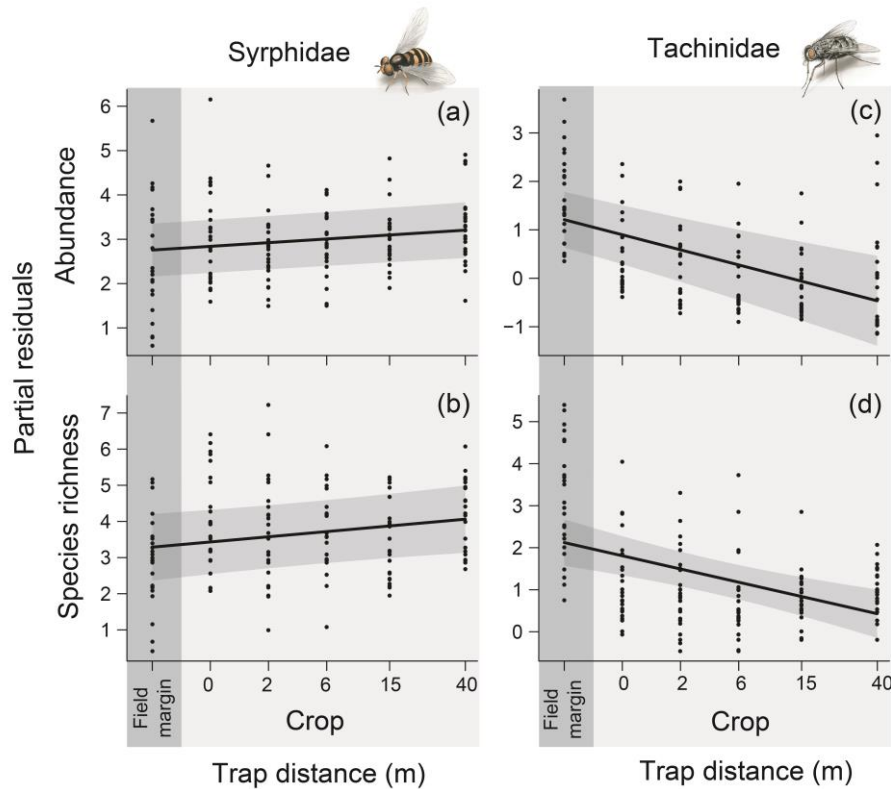 Syrphidae
Tachinidae
Partial residuals
Abundance
(a)
6
5
4
3
2
1
(c)
3
2
1
0
−1
Species richness
(b)
7
6
5
4
3
2
1
(d)
5
4
3
2
1
0
Field
margin
0 2 6 15 40
Crop
Trap distance (m)
Field
margin
0 2 6 15 40
Crop
Trap distance (m)